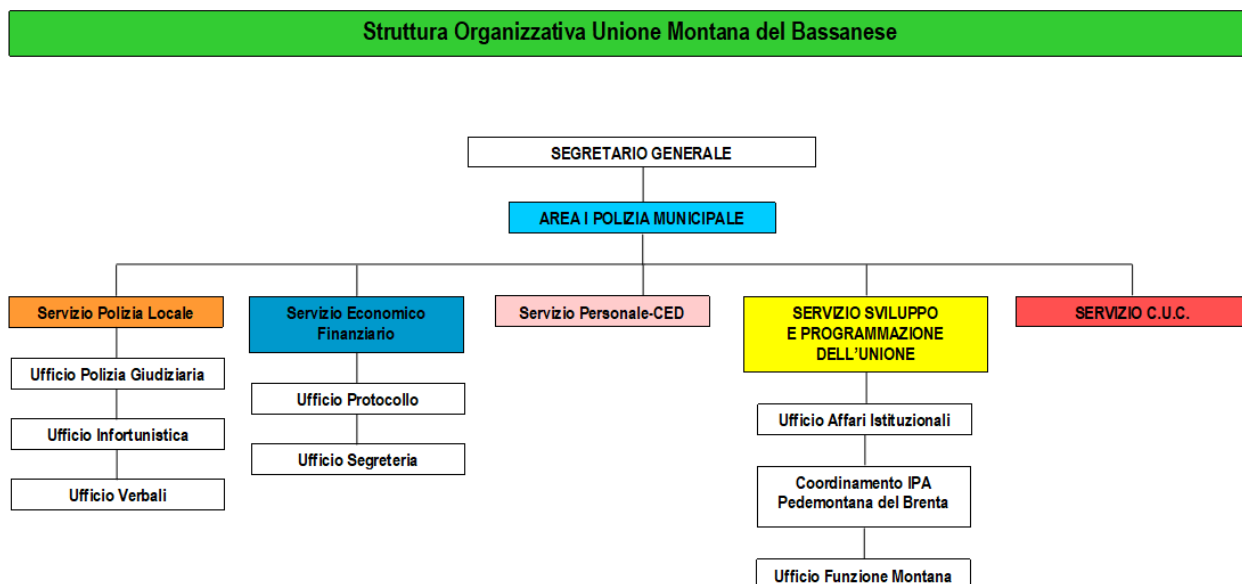 Struttura Organizzativa Unione Montana del Bassanese
SEGRETARIO GENERALE
AREA I POLIZIA MUNICIPALE
Servizio Polizia Locale
Ufficio Polizia Giudiziaria
Ufficio Infortunistica
Ufficio Verbali
Servizio Economico
Finanziario
Ufficio Protocollo
Ufficio Segreteria
Servizio Personale-CED
SERVIZIO SVILUPPO
E PROGRAMMAZIONE
DELL'UNIONE
Ufficio Affari Istituzionali
Coordinamento IPA
Pedemontana del Brenta
Ufficio Funzione Montana
SERVIZIO C.U.C.